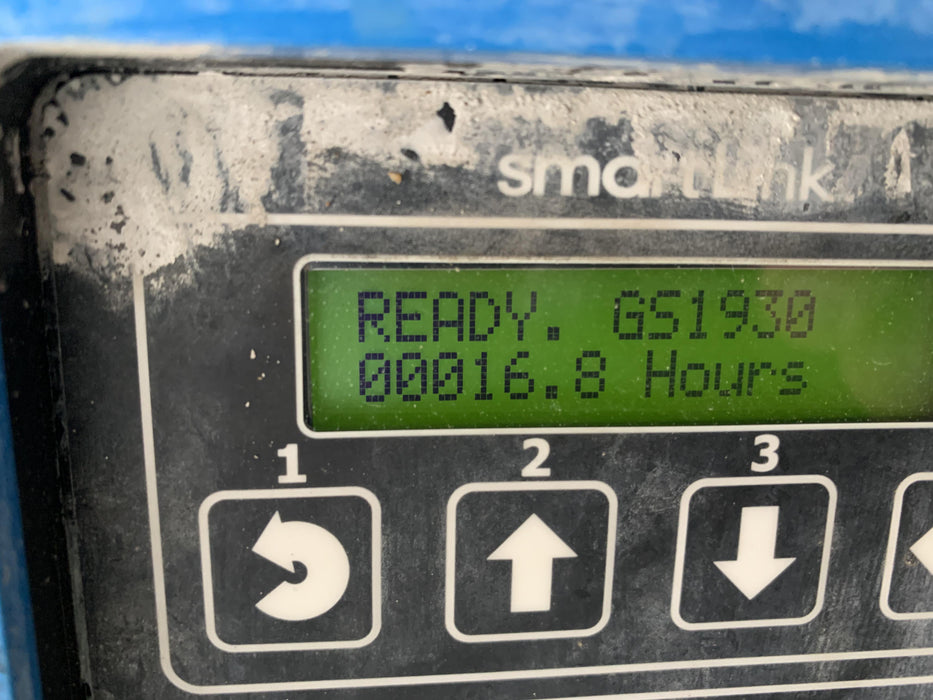 smartLink
READY. GS1930
00016.8 Hours
1 2 3